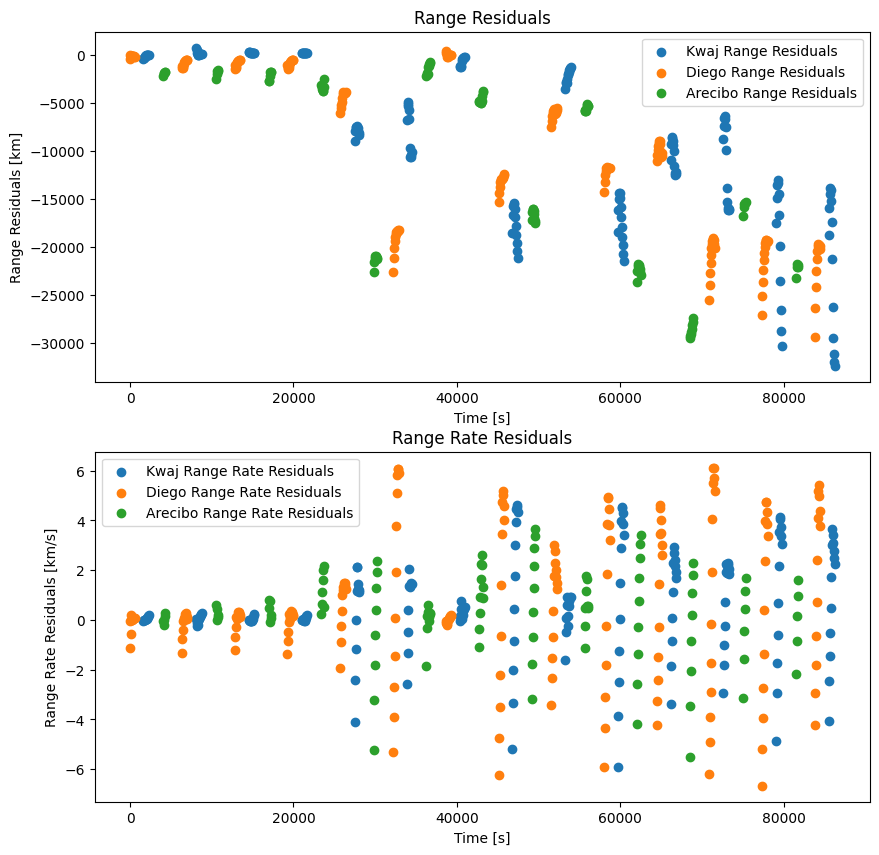 Range Residuals
Range Residuals [km]
0
−5000
−10000
−15000
−20000
−25000
−30000
Kwaj Range Residuals
Diego Range Residuals
Arecibo Range Residuals
0 20000 40000 60000 80000
Time [s]
Range Rate Residuals
Range Rate Residuals [km/s]
6
4
2
0
−2
−4
−6
Kwaj Range Rate Residuals
Diego Range Rate Residuals
Arecibo Range Rate Residuals
0 20000 40000 60000 80000
Time [s]